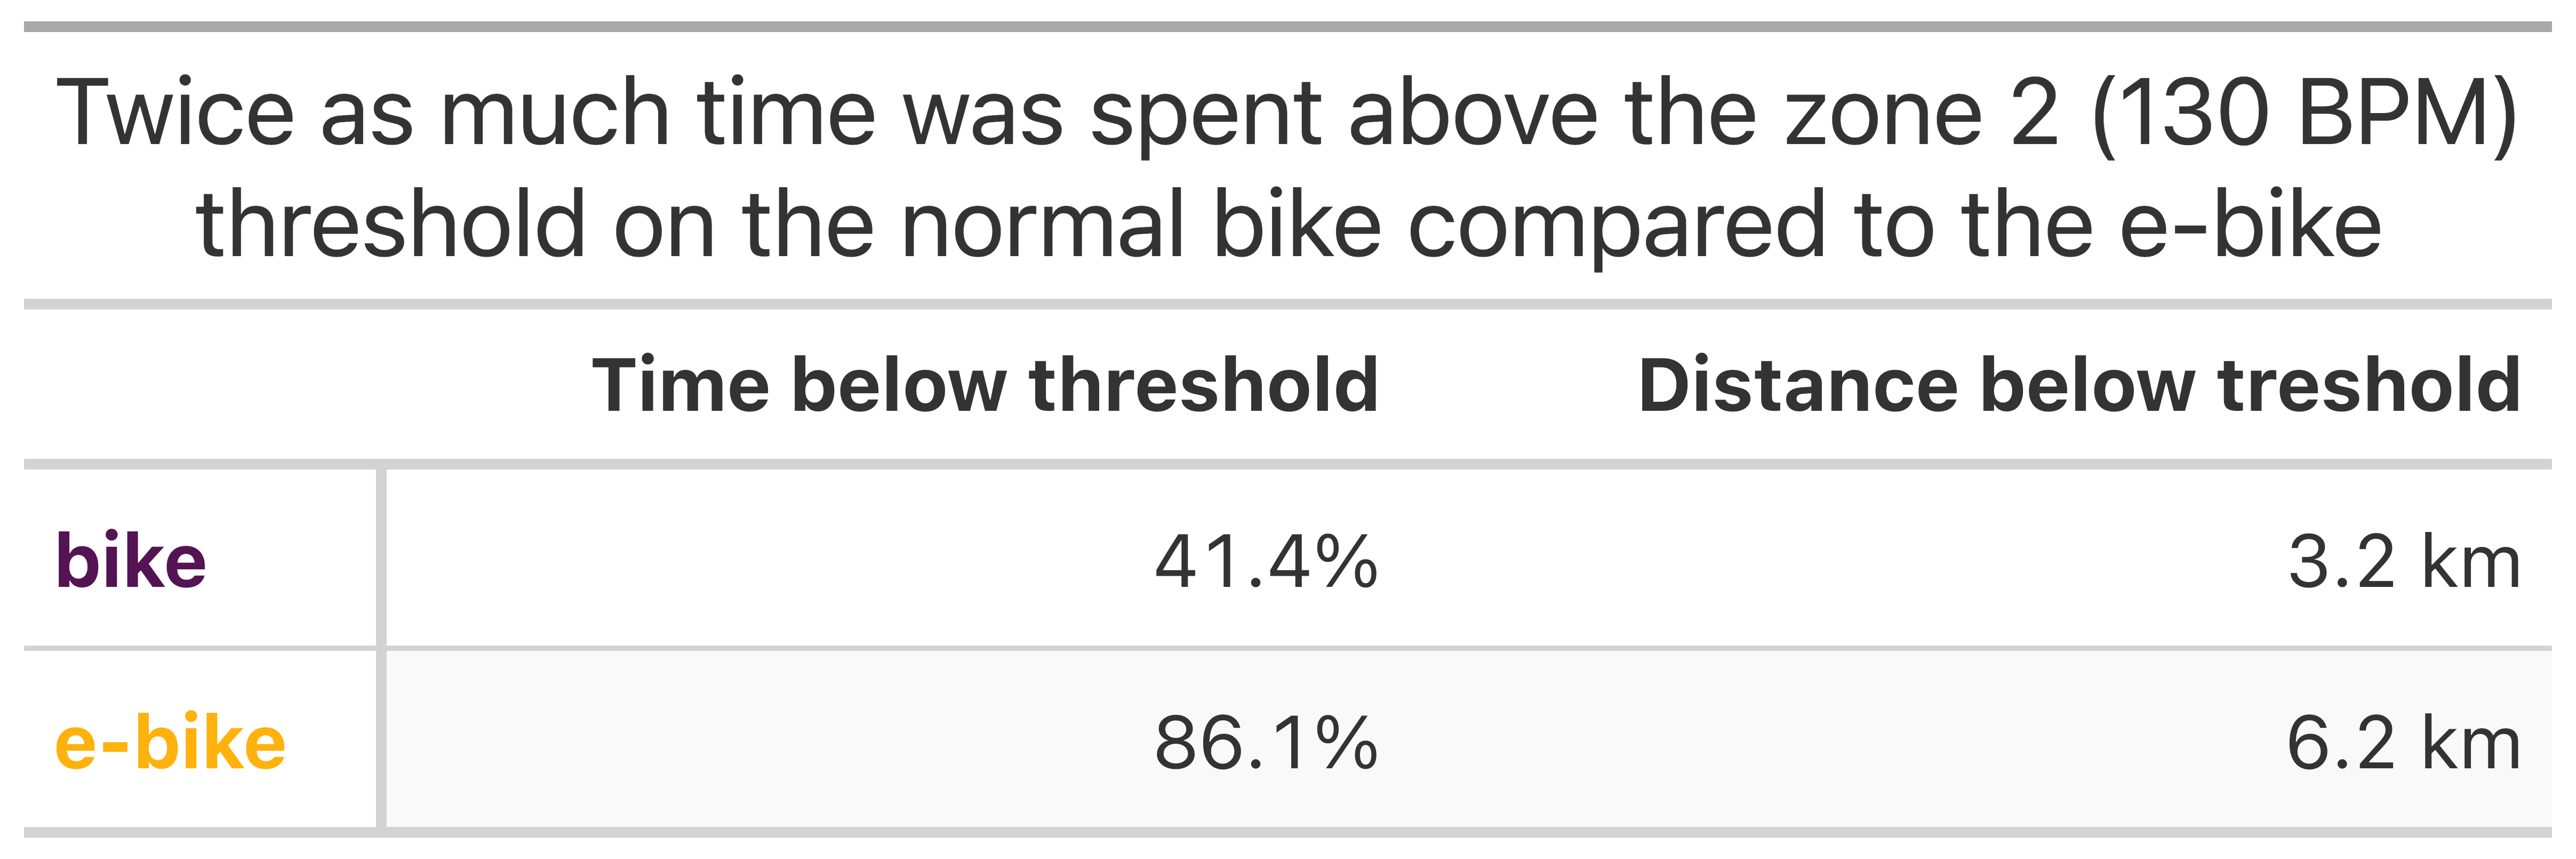 Twice as much time was spent above the zone 2 (130 BPM)
threshold on the normal bike compared to the e-bike
Time below threshold Distance below treshold
bike 41.4% 3.2 km
e-bike 86.1% 6.2 km